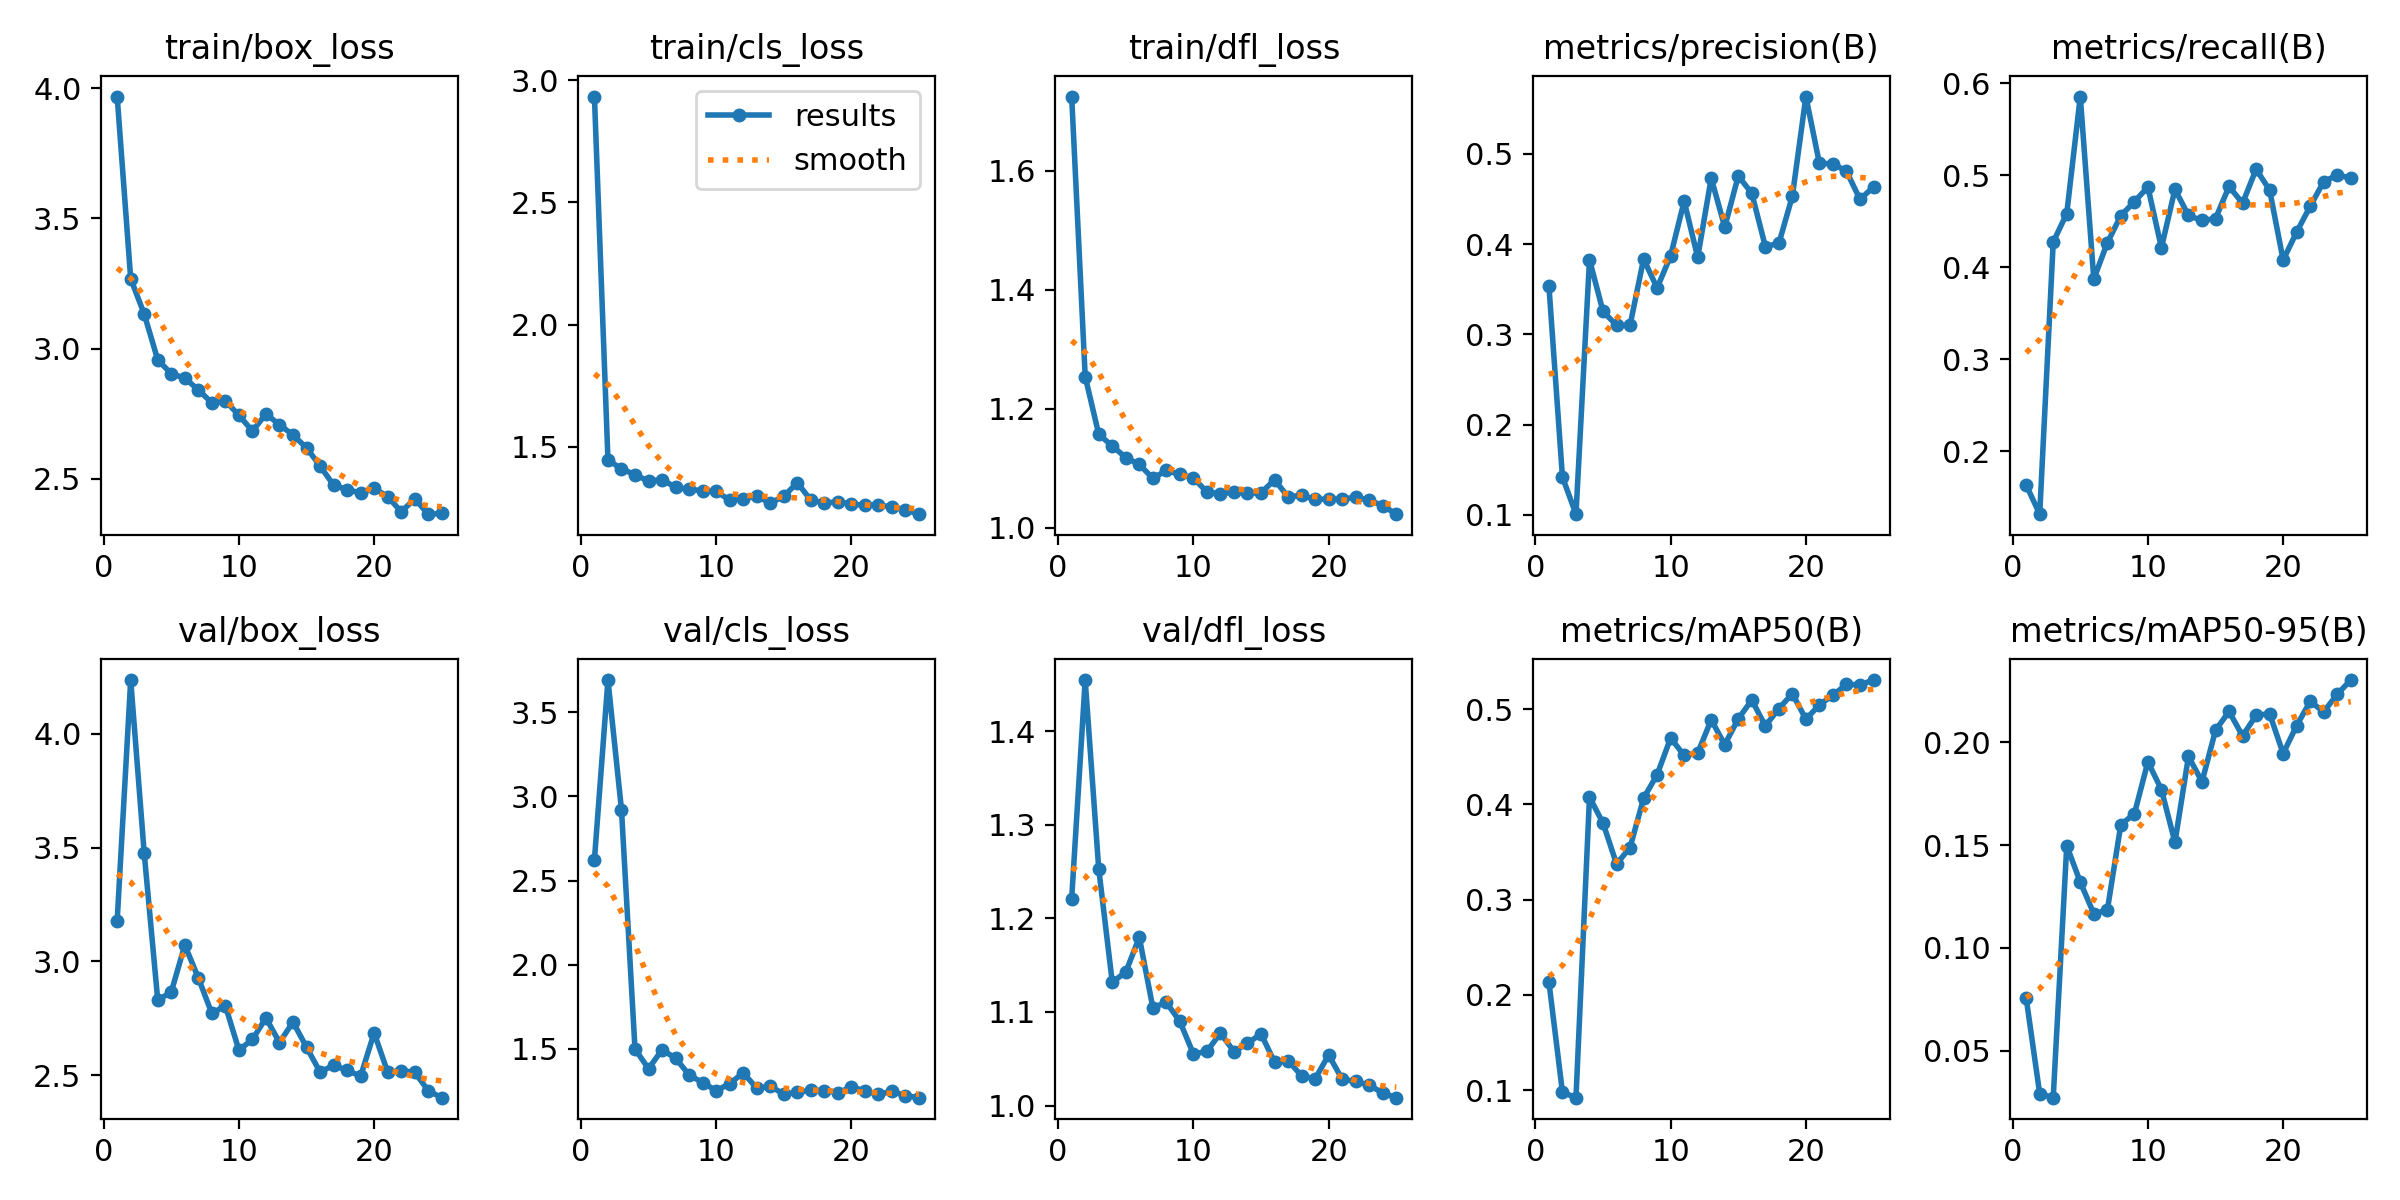 train/box_loss
4.0
3.5
3.0
2.5
0 10 20
train/cls_loss
results
smooth
3.0
2.5
2.0
1.5
0 10 20
train/dfl_loss
1.6
1.4
1.2
1.0
0 10 20
metrics/precision(B)
0.5
0.4
0.3
0.2
0.1
0 10 20
metrics/recall(B)
0.6
0.5
0.4
0.3
0.2
0 10 20
val/box_loss
4.0
3.5
3.0
2.5
0 10 20
val/cls_loss
3.5
3.0
2.5
2.0
1.5
0 10 20
val/dfl_loss
1.4
1.3
1.2
1.1
1.0
0 10 20
metrics/mAP50(B)
0.5
0.4
0.3
0.2
0.1
0 10 20
metrics/mAP50-95(B)
0.20
0.15
0.10
0.05
0 10 20